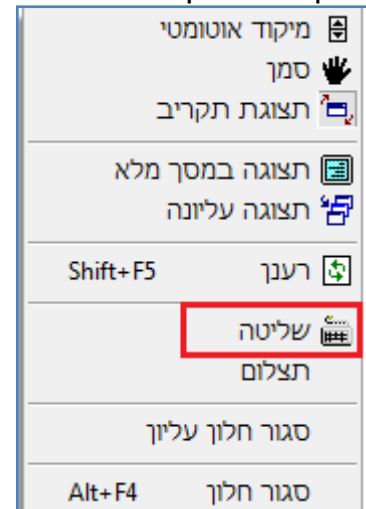 מיקוד אוטומטי
סמן
תצוגת תקריב
תצוגה במסך מלא
תצוגה עליונה
רענן Shift+F5
שליטה
תצלום
סגור חלון עליון
סגור חלון Alt+F4